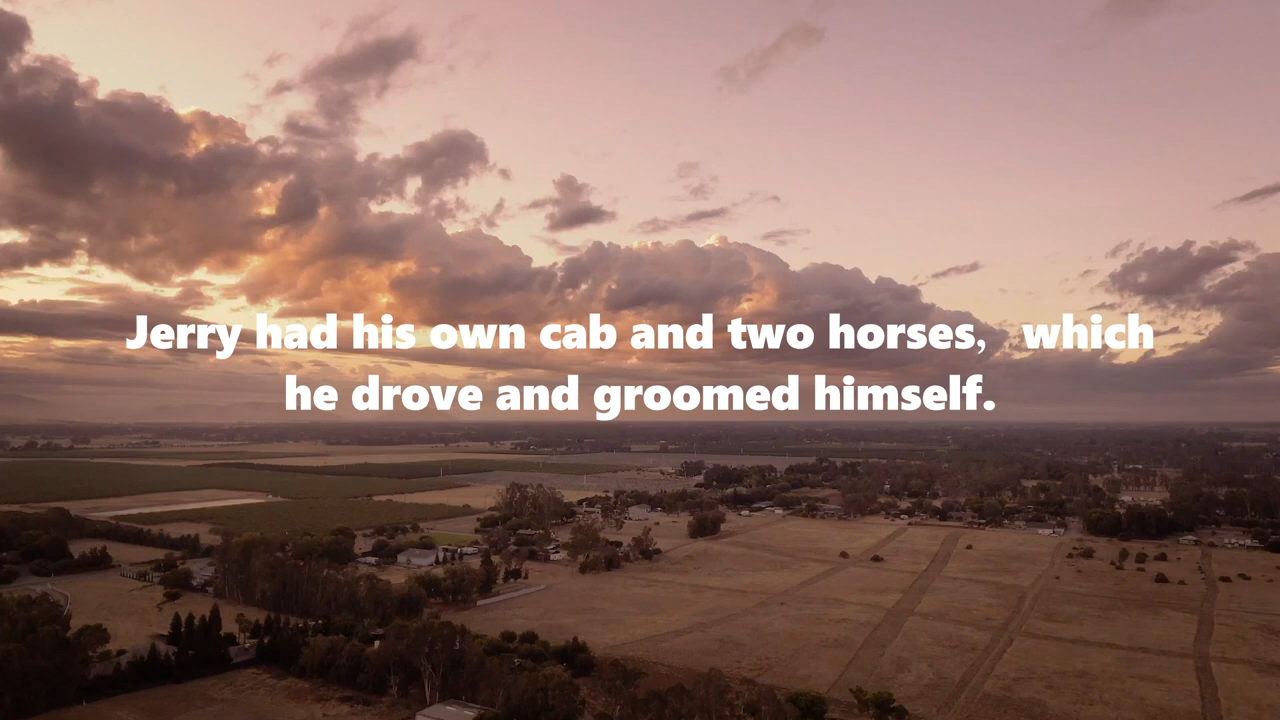 Jerry had his own cab and two horses, which
he drove and groomed himself.